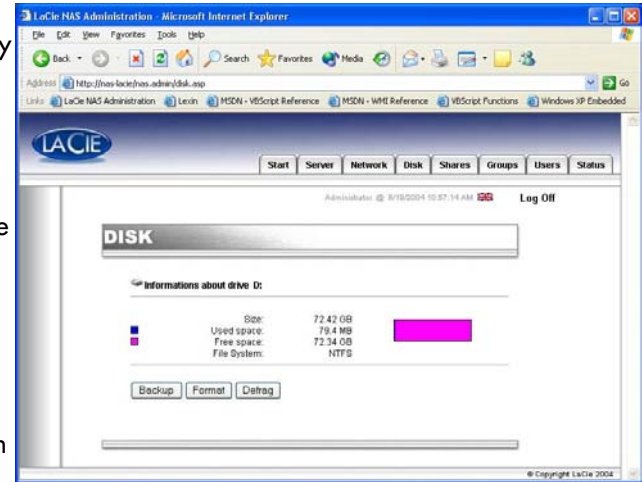 LaCie NAS Administration - Microsoft Internet Explorer
File Edit View Favorites Tools Help
Back Search Favorites Media
Address http://nas-lacie/nas.admin/disk.asp Go
Links LaCie NAS Administration Lexin MSDN - VBScript Reference MSDN - WMI Reference VBScript Functions Windows XP Embedded
y
LACIE
Start Server Network Disk Shares Groups Users Status
Administrator @ 8/19/2004 10:57:14 AM Log Off
e
DISK
Informations about drive D:
Size: 72.42 GB
Used space: 79.4 MB
Free space: 72.34 GB
File System: NTFS
Backup Format Defrag
n
© Copyright LaCie 2004